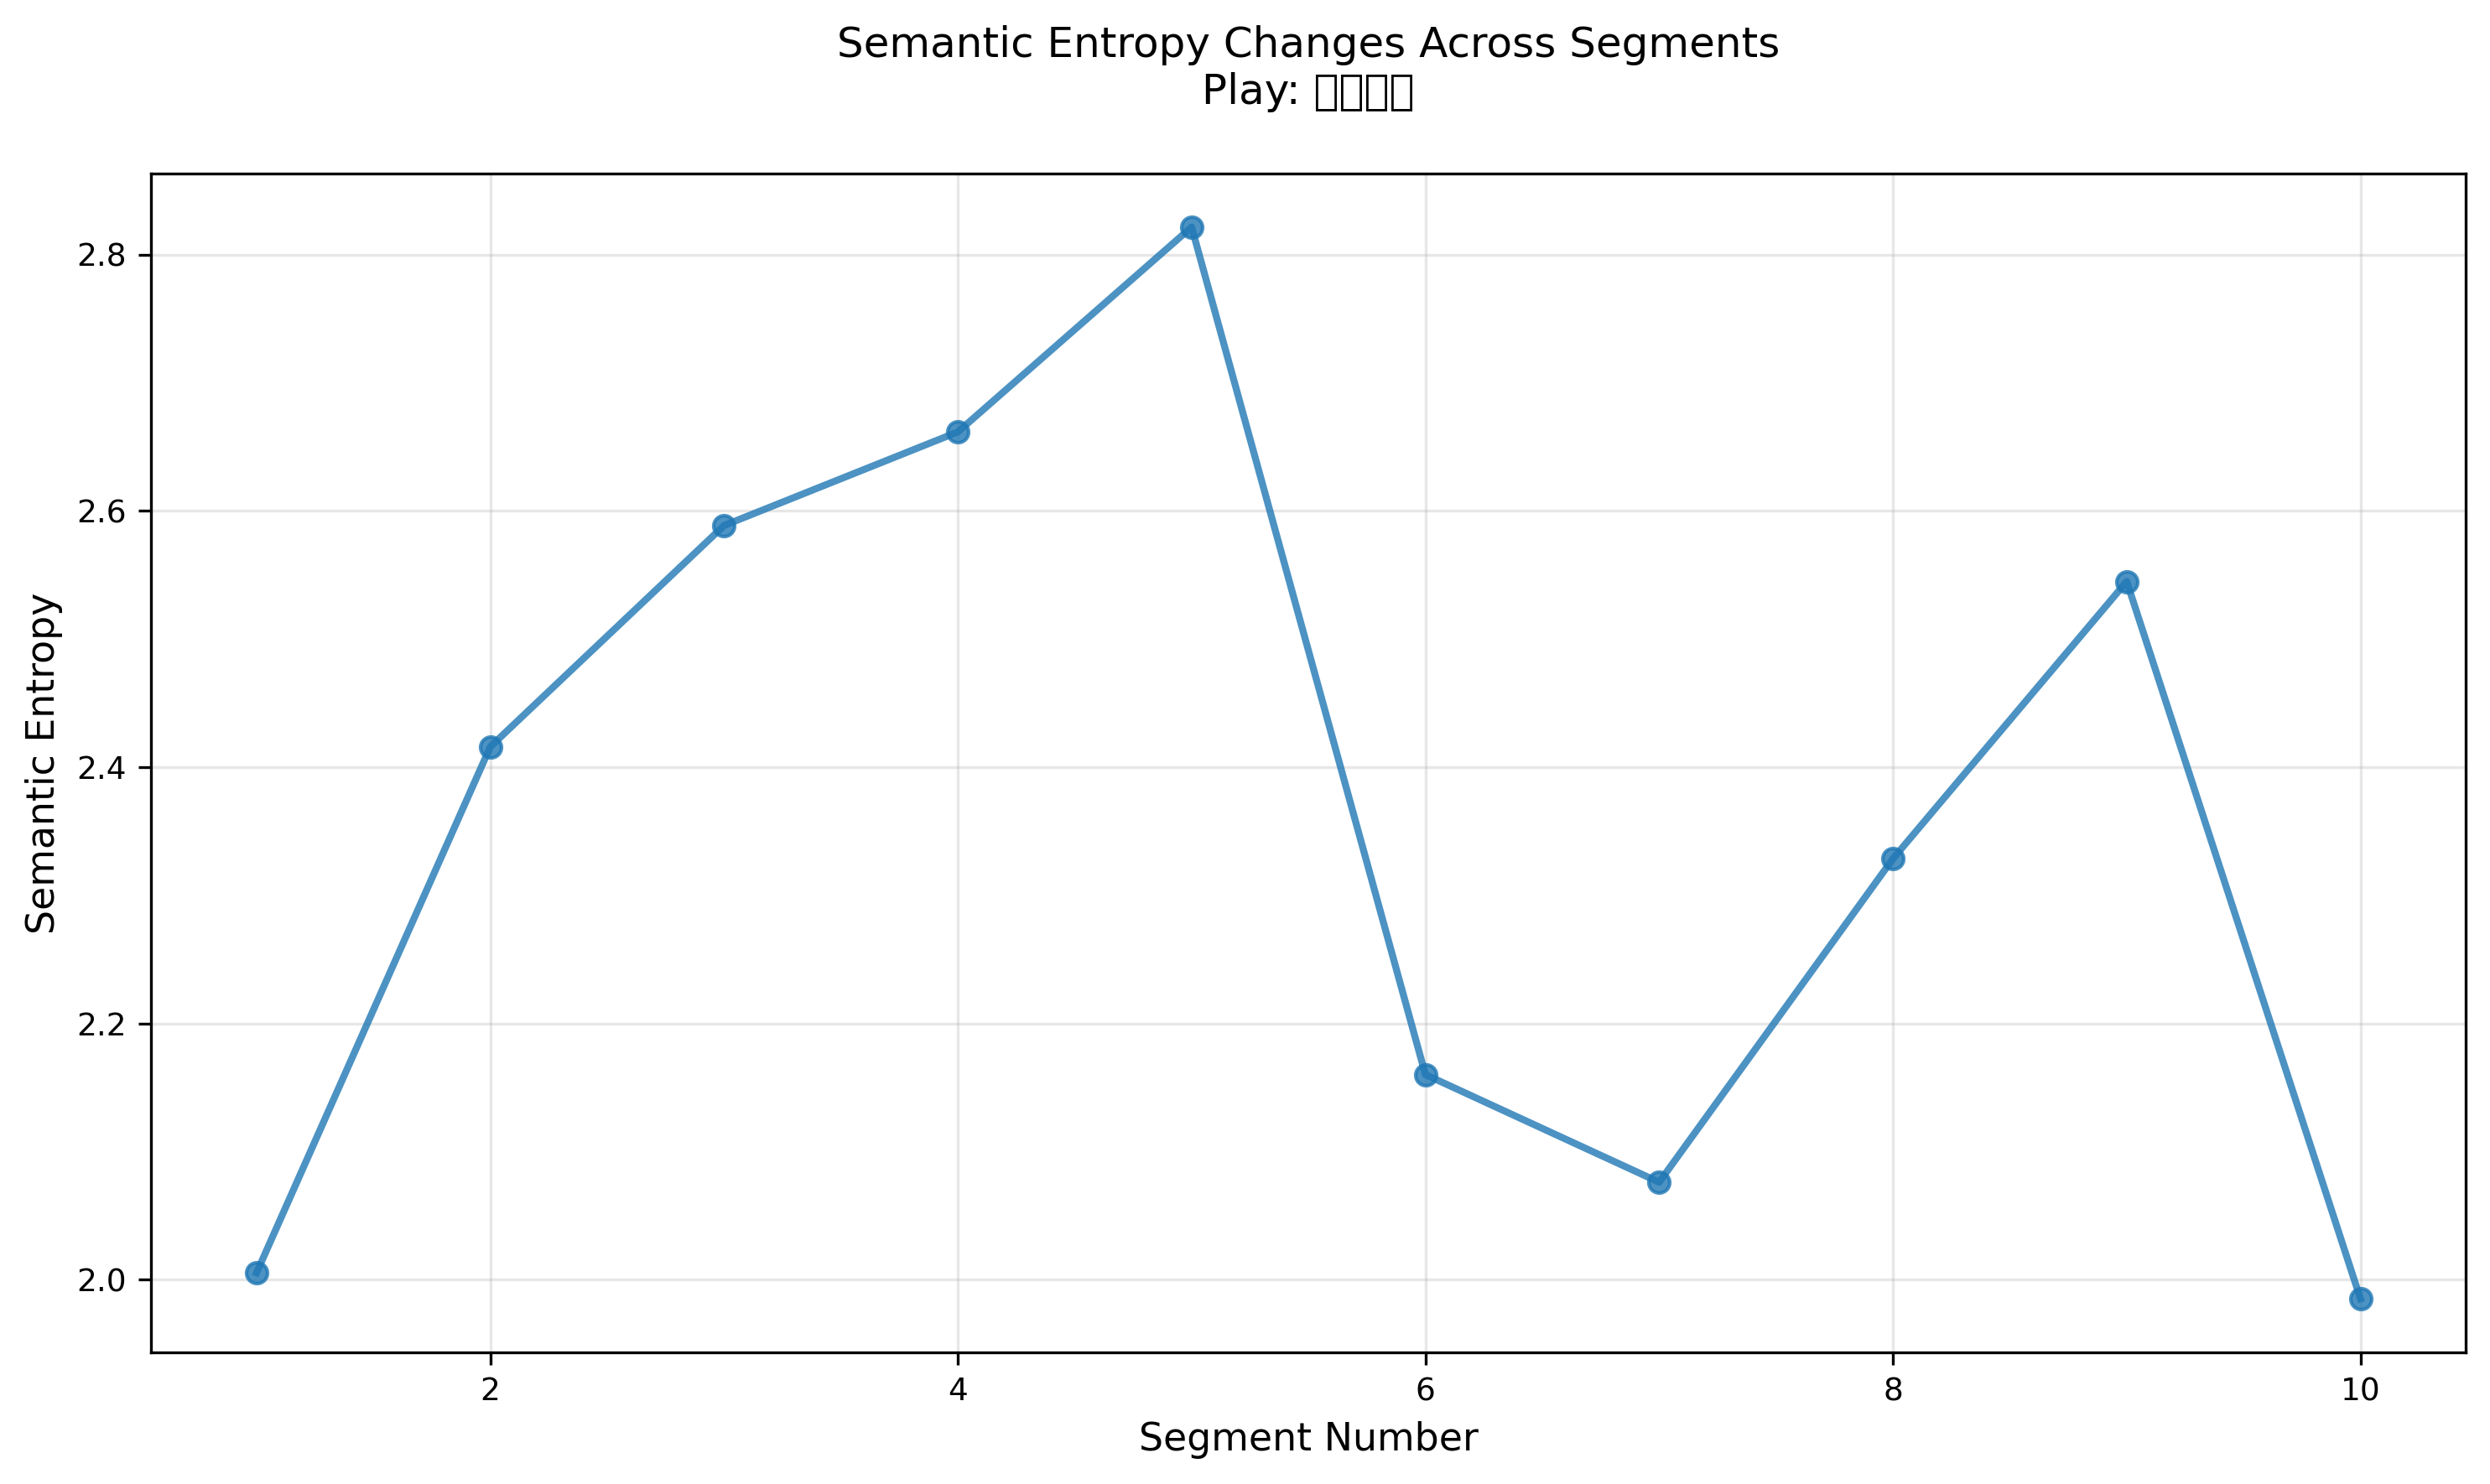 Semantic Entropy Changes Across Segments
Play:
Semantic Entropy
2.8
2.6
2.4
2.2
2.0
2
4
6
8
10
Segment Number